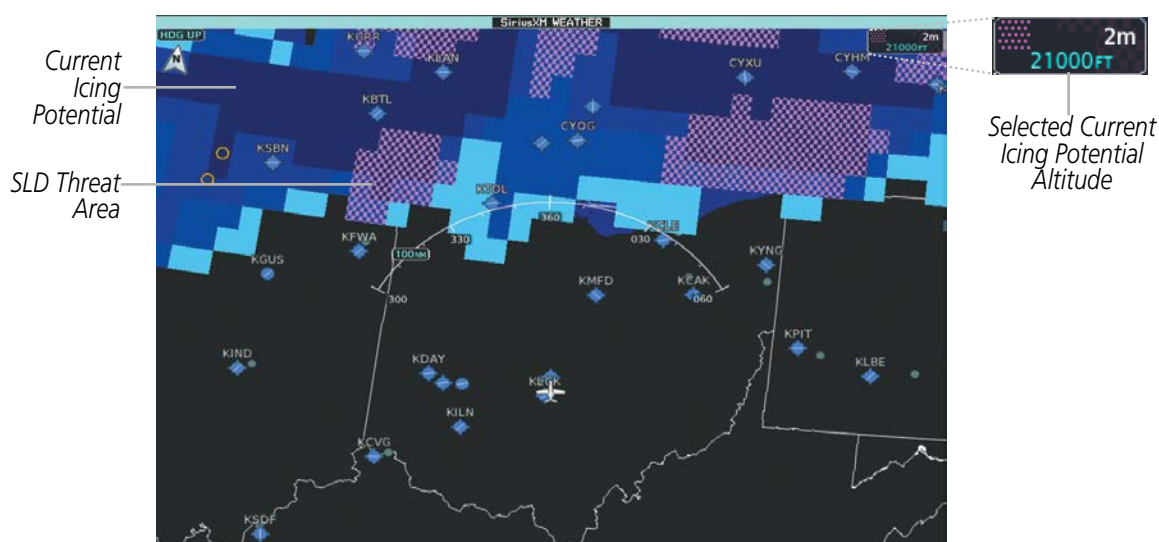 SiriusXM WEATHER
HDG UP
N
2m
21000FT
2m
21000FT
Current
Icing
Potential
SLD Threat
Area
Selected Current
Icing Potential
Altitude
KGRR
KLAN
CYXU
CYHM
KBTL
CYQG
KSBN
KTOL
360
330
030
KCLE
KFWA
100NM
KYNG
KGUS
KMFD
KCAK
300
060
KPIT
KIND
KDAY
KLBE
KLCK
KILN
KCVG
KSDF